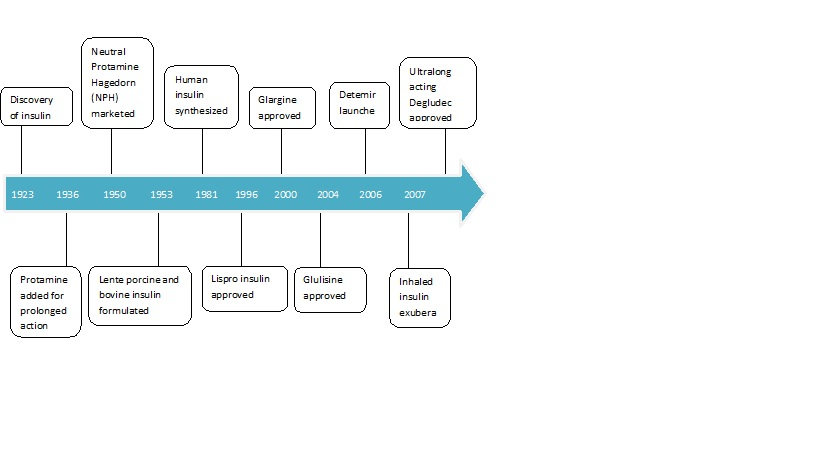 Neutral
Protamine
Hagedorn
(NPH)
marketed
Ultralong
acting
Degludec
approved
Human
insulin
synthesized
Detemir
launche
Discovery
of insulin
Glargine
approved
1923 1936 1950 1953 1981 1996 2000 2004 2006 2007
Protamine
added for
prolonged
action
Lente porcine and
bovine insulin
formulated
Lispro insulin
approved
Glulisine
approved
Inhaled
insulin
exubera